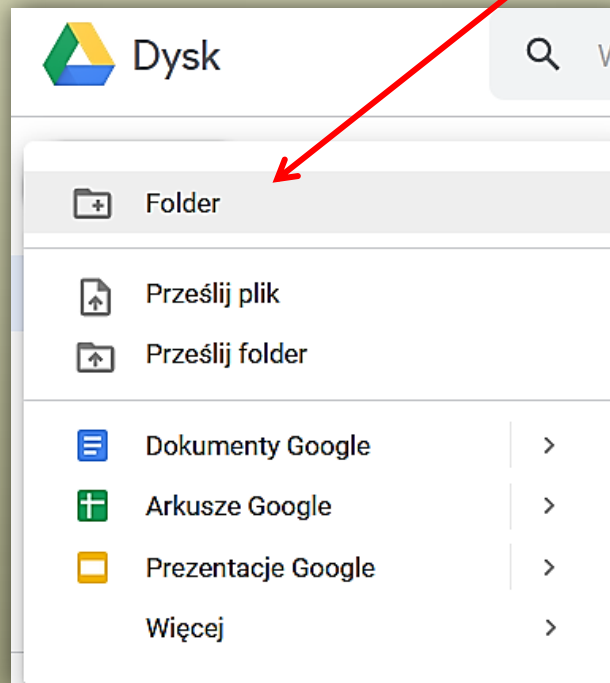 Dysk
Folder
Prześlij plik
Prześlij folder
Dokumenty Google
Arkusze Google
Prezentacje Google
Więcej